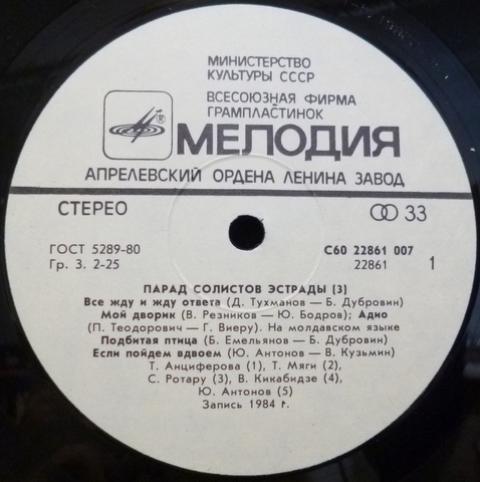 МИНИСТЕРСТВО
КУЛЬТУРЫ СССР
ВСЕСОЮЗНАЯ ФИРМА
ГРАМПЛАСТИНОК
МЕЛОДИЯ
АПРЕЛЕВСКИЙ ОРДЕНА ЛЕНИНА ЗАВОД
СТЕРЕО 33
ГОСТ 5289-80 С60 22861 007
Гр. 3. 2-25 22861 1
ПАРАД СОЛИСТОВ ЭСТРАДЫ (3)
Все жду и жду ответа (Д. Тухманов — Б. Дубровин)
Мой дворик (В. Резников — Ю. Бодров); Адио
(П. Теодорович — Г. Виеру). На молдавском языке
Подбитая птица (Б. Емельянов — Б. Дубровин)
Если пойдем вдвоем (Ю. Антонов — В. Кузьмин)
Т. Анциферова (1), Т. Мяги (2),
С. Ротару (3), В. Кикабидзе (4),
Ю. Антонов (5)
Запись 1984 г.